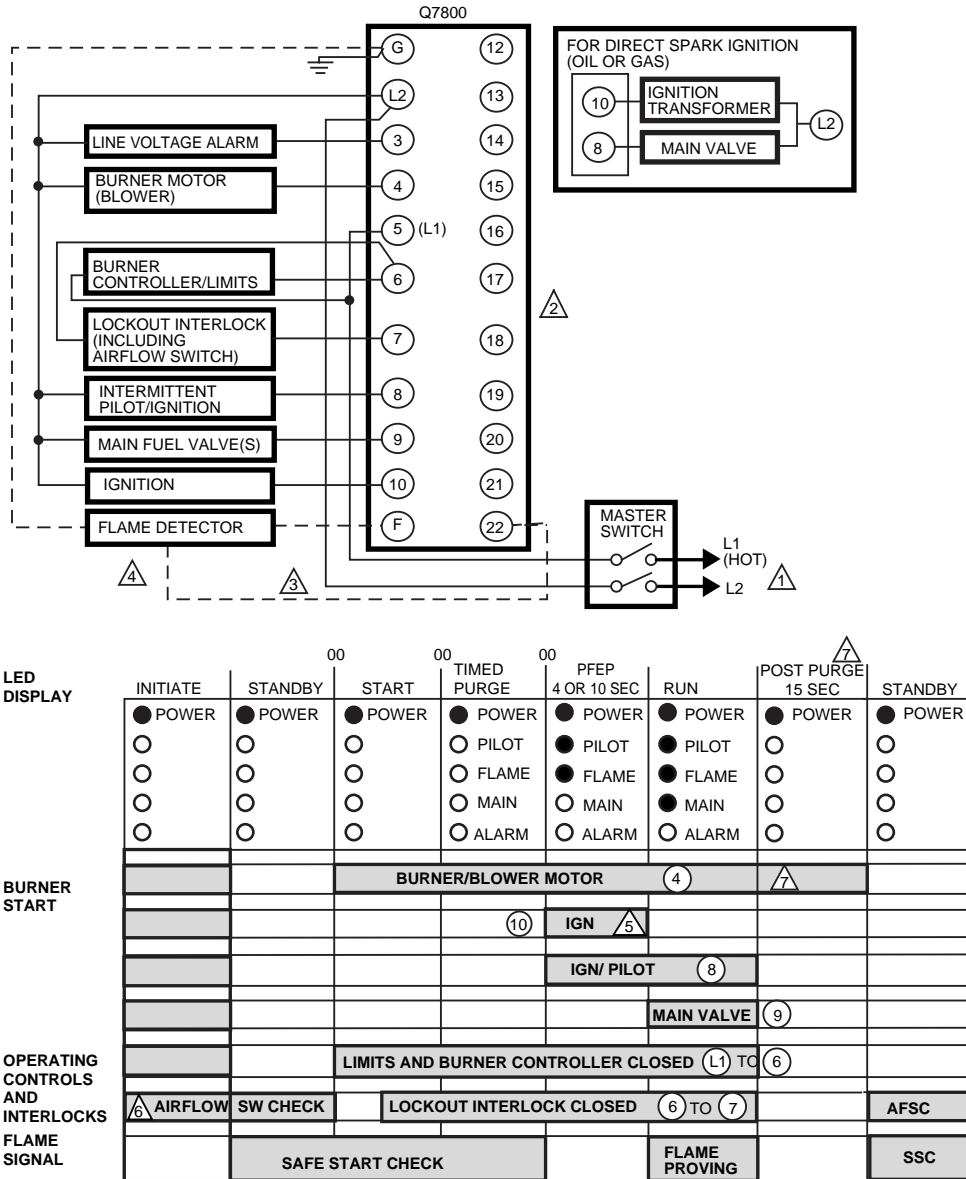 Q7800
G
12
L2
13
LINE VOLTAGE ALARM
3
14
BURNER MOTOR
(BLOWER)
4
15
5
(L1)
16
BURNER
CONTROLLER/LIMITS
6
17
2
LOCKOUT INTERLOCK
(INCLUDING
AIRFLOW SWITCH)
7
18
INTERMITTENT
PILOT/IGNITION
8
19
MAIN FUEL VALVE(S)
9
20
IGNITION
10
21
FLAME DETECTOR
F
22
4
3
FOR DIRECT SPARK IGNITION
(OIL OR GAS)
10
IGNITION
TRANSFORMER
L2
8
MAIN VALVE
MASTER
SWITCH
L1
(HOT)
1
L2
LED
DISPLAY
00
00
00
7
INITIATE
STANDBY
START
TIMED
PURGE
PFEP
4 OR 10 SEC
RUN
POST PURGE
15 SEC
STANDBY
POWER POWER POWER POWER POWER POWER POWER POWER
PILOT PILOT PILOT
FLAME FLAME FLAME
MAIN MAIN MAIN
ALARM ALARM ALARM
BURNER
START
BURNER/BLOWER MOTOR 4 7
10 IGN 5
IGN/ PILOT 8
MAIN VALVE 9
OPERATING
CONTROLS
AND
INTERLOCKS
LIMITS AND BURNER CONTROLLER CLOSED L1 TO 6
6 AIRFLOW SW CHECK
LOCKOUT INTERLOCK CLOSED 6 TO 7
AFSC
FLAME
SIGNAL
SAFE START CHECK
FLAME
PROVING
SSC